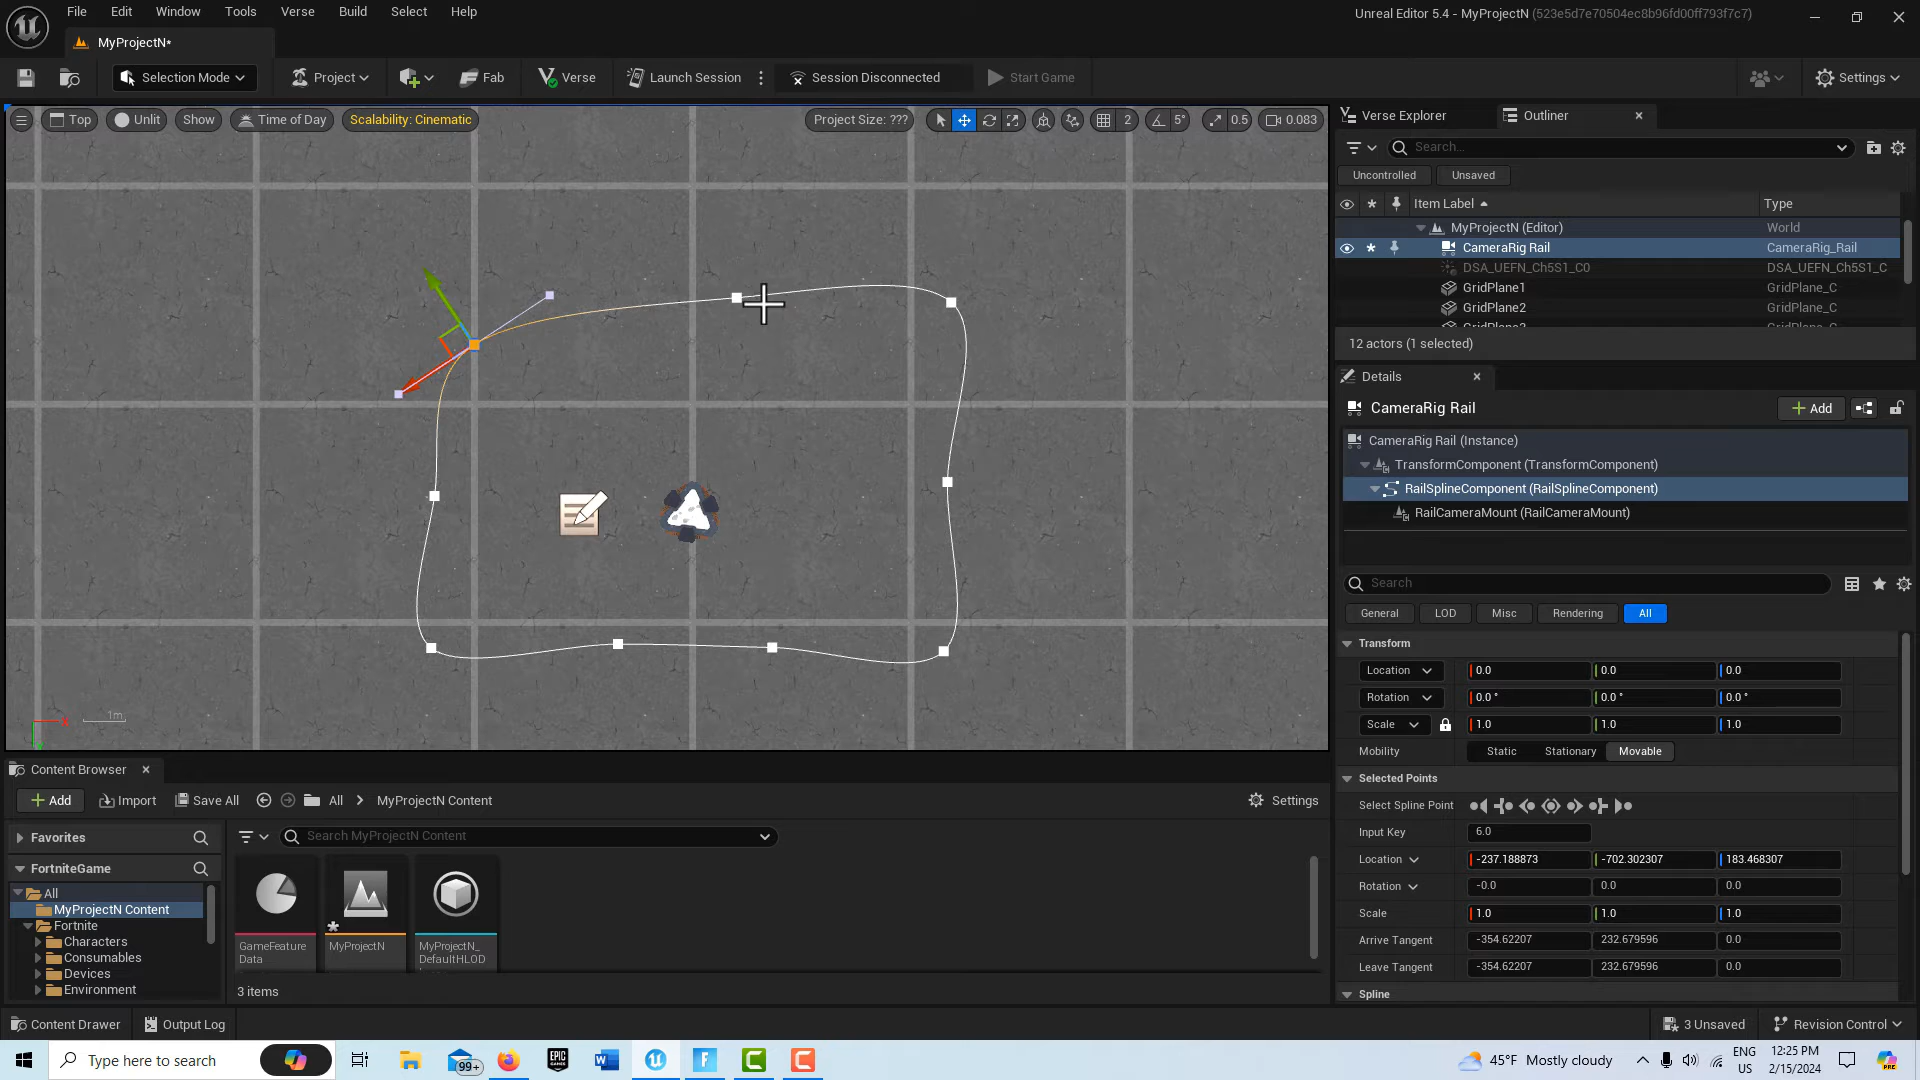 File Edit Window Tools Verse Build Select Help
Unreal Editor 5.4 - MyProjectN (523e5d7e70504ec8b96fd00ff793f7c7)
MyProjectN*
Selection Mode Project Fab Verse Launch Session Session Disconnected Start Game Settings
Top Unlit Show Time of Day Scalability: Cinematic Project Size: ??? 2 5° 0.5 0.083
1m
Verse Explorer Outliner
Search...
Uncontrolled Unsaved
Item Label Type
MyProjectN (Editor) World
CameraRig Rail CameraRig_Rail
DSA_UEFN_Ch5S1_C0 DSA_UEFN_Ch5S1_C
GridPlane1 GridPlane_C
GridPlane2 GridPlane_C
12 actors (1 selected)
Details
CameraRig Rail Add
CameraRig Rail (Instance)
TransformComponent (TransformComponent)
RailSplineComponent (RailSplineComponent)
RailCameraMount (RailCameraMount)
Search
General LOD Misc Rendering All
Transform
Location 0.0 0.0 0.0
Rotation 0.0 ° 0.0 ° 0.0 °
Scale 1.0 1.0 1.0
Mobility Static Stationary Movable
Selected Points
Select Spline Point
Input Key 6.0
Location -237.188873 -702.302307 183.468307
Rotation -0.0 0.0 0.0
Scale 1.0 1.0 1.0
Arrive Tangent -354.62207 232.679596 0.0
Leave Tangent -354.62207 232.679596 0.0
Spline
Content Browser
Add Import Save All All MyProjectN Content Settings
Favorites
Search MyProjectN Content
FortniteGame
All
MyProjectN Content
Fortnite
Characters
Consumables
Devices
Environment
GameFeature
Data
MyProjectN
MyProjectN_
DefaultHLOD
3 items
Content Drawer Output Log 3 Unsaved Revision Control
Type here to search
99+
45°F Mostly cloudy
ENG
US
12:25 PM
2/15/2024